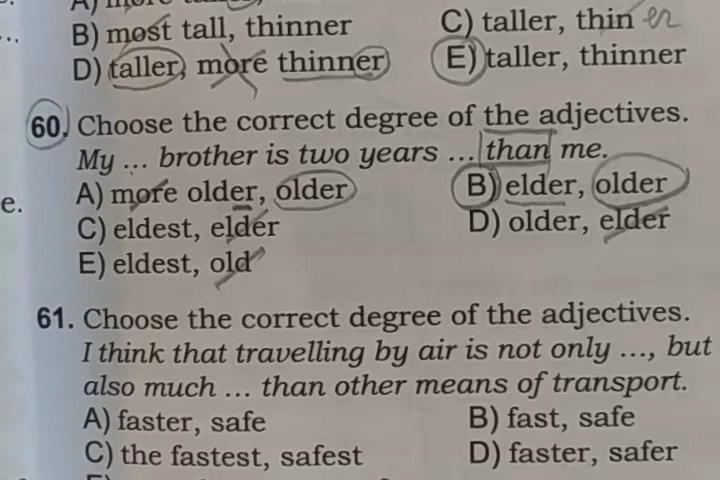 B) most tall, thinner
C) taller, thin er
D) taller, more thinner
E) taller, thinner
60. Choose the correct degree of the adjectives.
My ... brother is two years ... than me.
A) more older, older
B) elder, older
C) eldest, elder
D) older, elder
E) eldest, old
61. Choose the correct degree of the adjectives.
I think that travelling by air is not only ..., but
also much ... than other means of transport.
A) faster, safe
B) fast, safe
C) the fastest, safest
D) faster, safer
e.